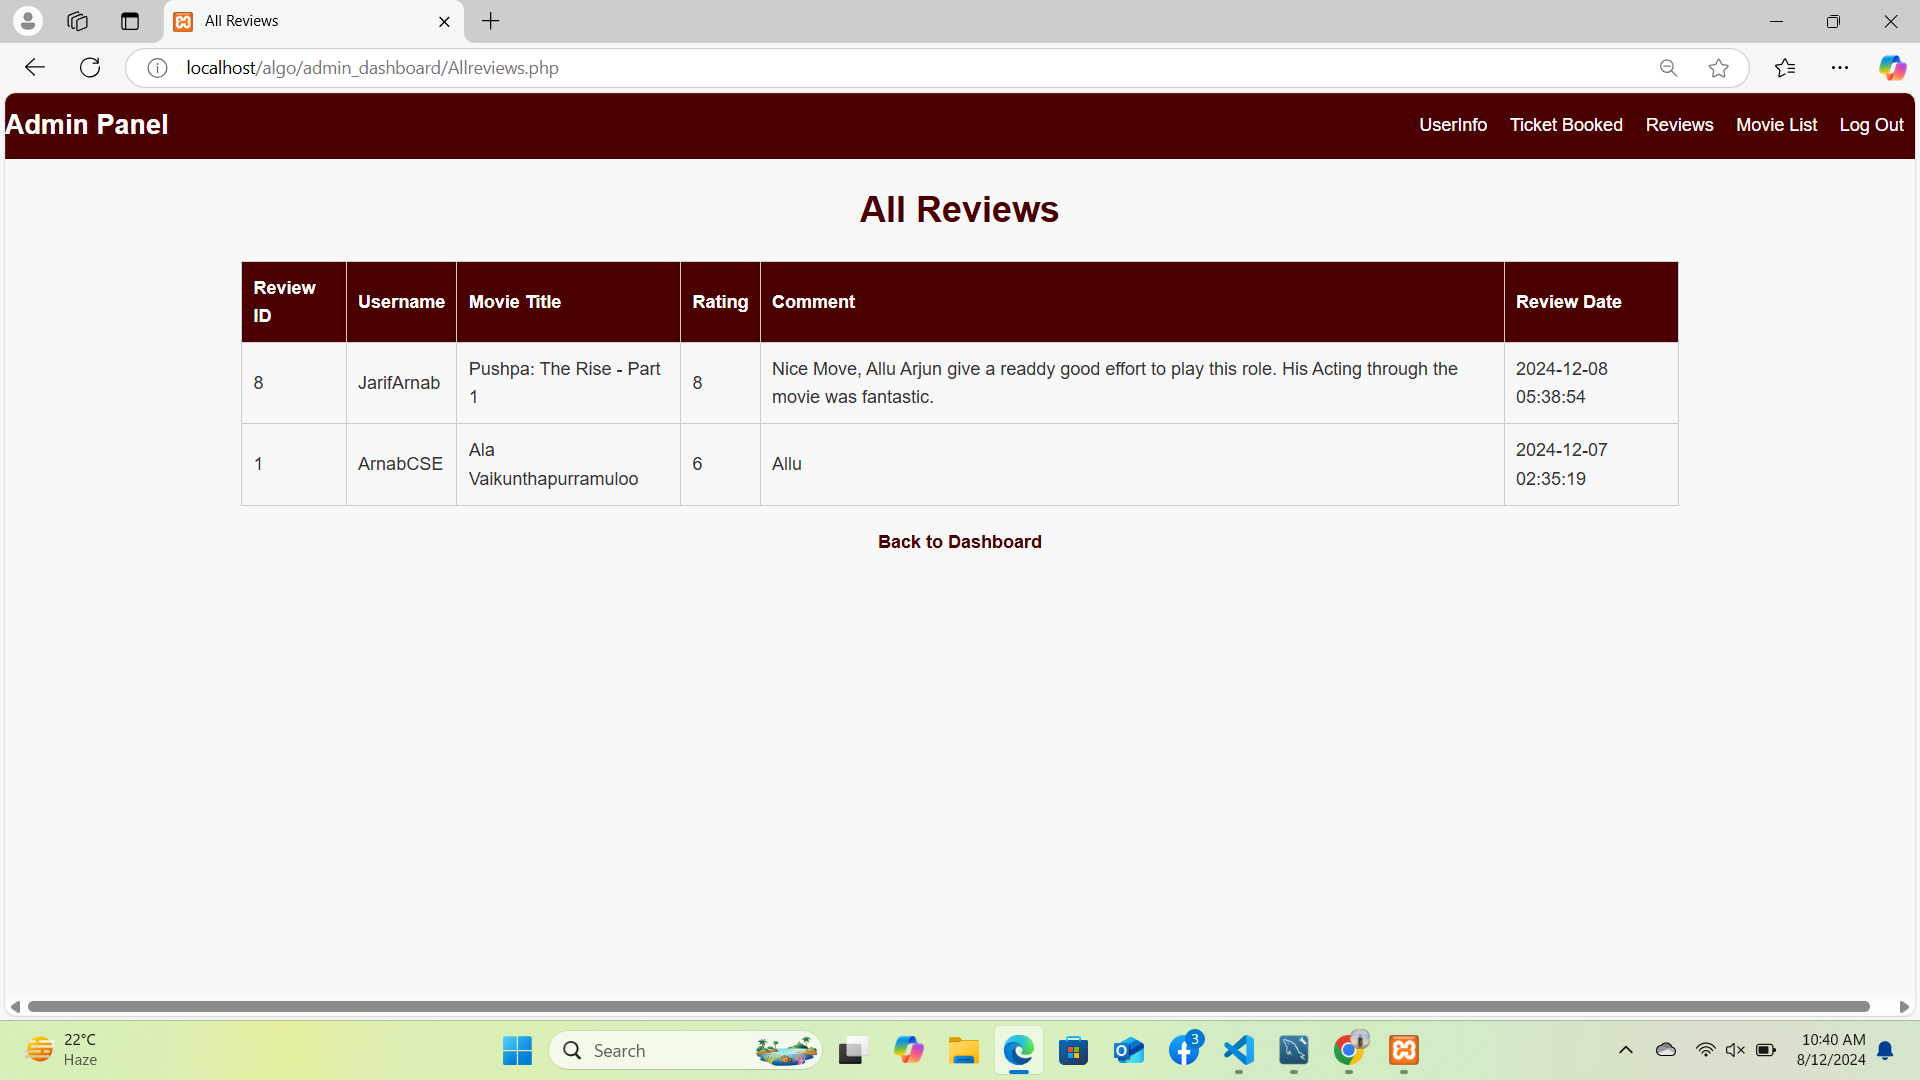 All Reviews
localhost/algo/admin_dashboard/Allreviews.php
Admin Panel
UserInfo Ticket Booked Reviews Movie List Log Out
All Reviews
Review ID Username Movie Title Rating Comment Review Date
8 JarifArnab Pushpa: The Rise - Part 1 8 Nice Move, Allu Arjun give a readdy good effort to play this role. His Acting through the movie was fantastic. 2024-12-08 05:38:54
1 ArnabCSE Ala Vaikunthapurramuloo 6 Allu 2024-12-07 02:35:19
Back to Dashboard
22°C
Haze
Search
3
10:40 AM
8/12/2024